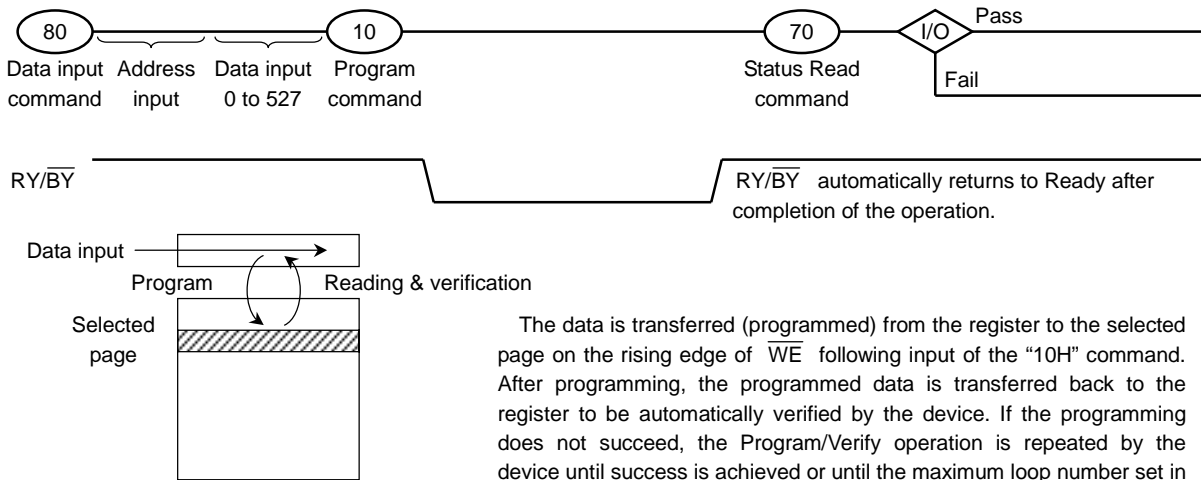 80 10 70 I/O Pass
Data input Address Data input Program Status Read
command input 0 to 527 command command Fail
RY/BY RY/BY automatically returns to Ready after
completion of the operation.
Data input
Program Reading & verification
Selected
page
The data is transferred (programmed) from the register to the selected
page on the rising edge of WE following input of the “10H” command.
After programming, the programmed data is transferred back to the
register to be automatically verified by the device. If the programming
does not succeed, the Program/Verify operation is repeated by the
device until success is achieved or until the maximum loop number set in